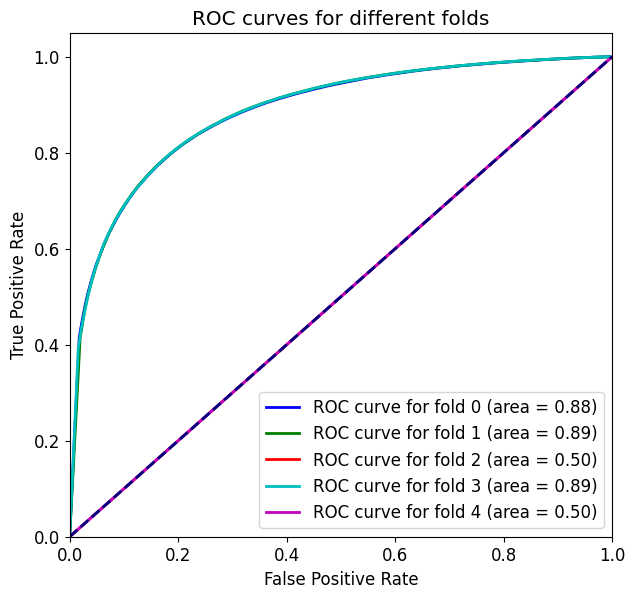 ROC curves for different folds
True Positive Rate
1.0
0.8
0.6
0.4
0.2
0.0
ROC curve for fold 0 (area = 0.88)
ROC curve for fold 1 (area = 0.89)
ROC curve for fold 2 (area = 0.50)
ROC curve for fold 3 (area = 0.89)
ROC curve for fold 4 (area = 0.50)
0.0 0.2 0.4 0.6 0.8 1.0
False Positive Rate